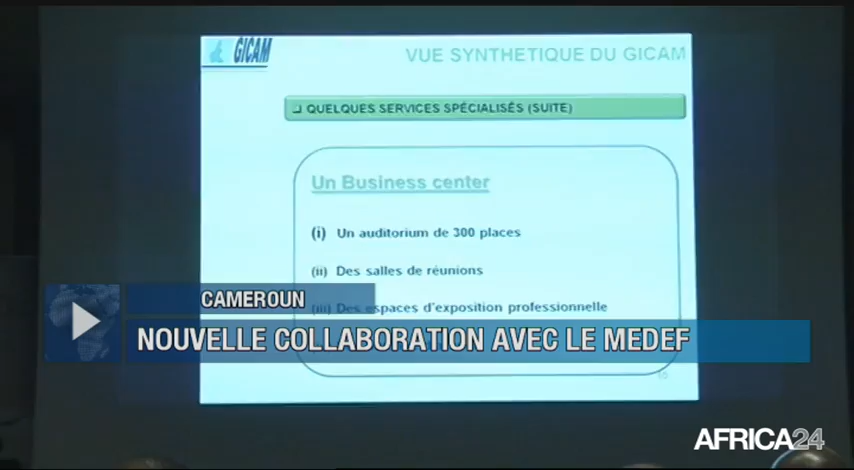 GICAM
VUE SYNTHETIQUE DU GICAM
QUELQUES SERVICES SPÉCIALISÉS (SUITE)
Un Business center
(i) Un auditorium de 300 places
(ii) Des salles de réunions
CAMEROUN
(iii) Des espaces d'exposition professionnelle
NOUVELLE COLLABORATION AVEC LE MEDEF
AFRICA24